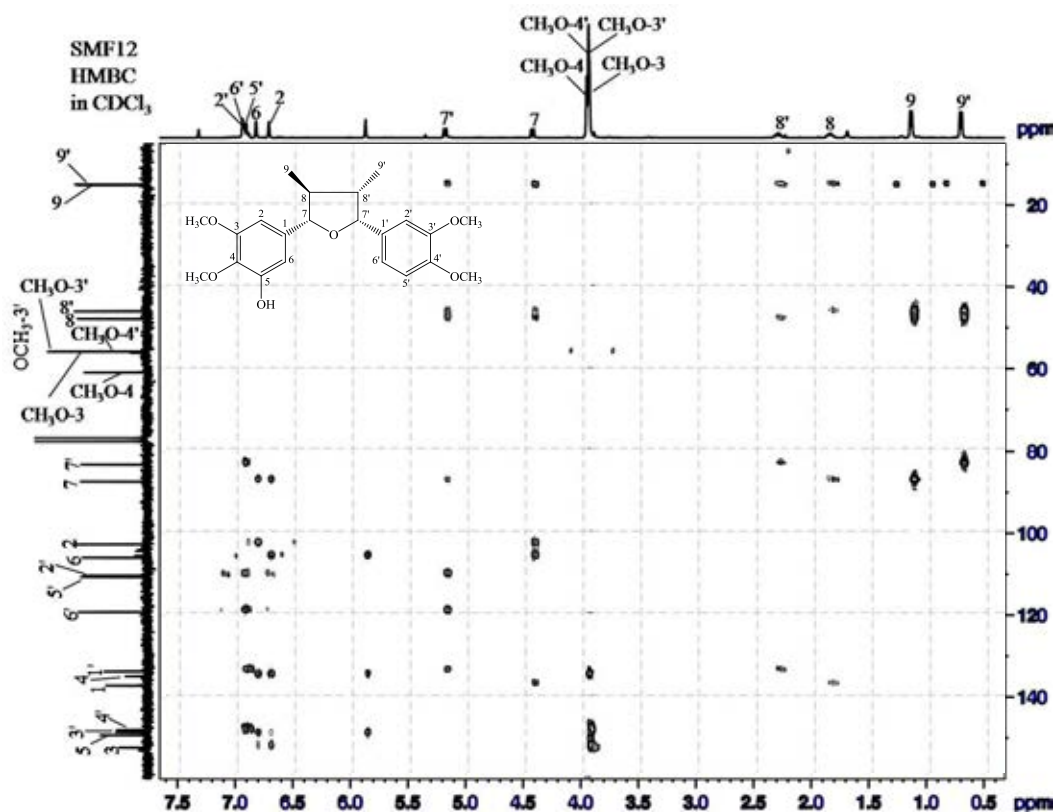 SMF12
HMBC
in CDCl₃
CH₃O-4' CH₃O-3'
CH₃O-4 CH₃O-3
2' 6' 5' 6 2 7' 7 8' 8 9 9'
ppm
9'
9
9 9'
8 8'
7 7'
O
H₃CO 3 2 1 1' 2' 3' OCH₃
H₃CO 4 5 6 6' 5' 4' OCH₃
OH
CH₃O-3'
OCH₃-3'
8'
8
CH₃O-4'
CH₃O-4
CH₃O-3
7'
7
2
6
2'
5'
6'
1'
4
1
4'
3'
5
3
20
40
60
80
100
120
140
7.5 7.0 6.5 6.0 5.5 5.0 4.5 4.0 3.5 3.0 2.5 2.0 1.5 1.0 0.5 ppm